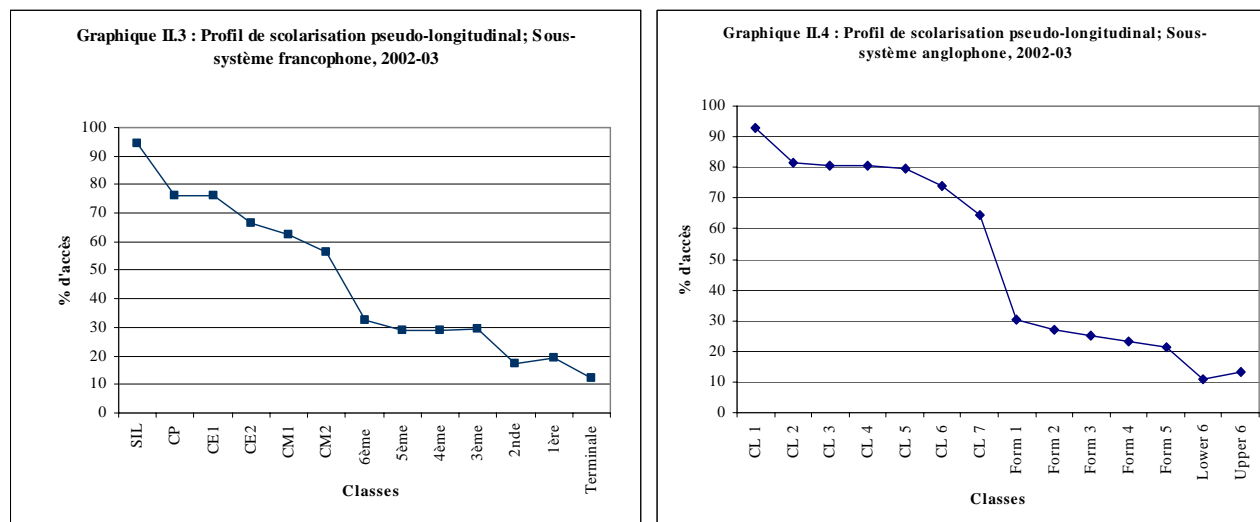 Graphique II.3 : Profil de scolarisation pseudo-longitudinal; Sous-
système francophone, 2002-03
100
90
80
70
60
50
40
30
20
10
0
% d'accès
SIL
CP
CE1
CE2
CM1
CM2
6ème
5ème
4ème
3ème
2nde
1ère
Terminale
Classes
Graphique II.4 : Profil de scolarisation pseudo-longitudinal; Sous-
système anglophone, 2002-03
100
90
80
70
60
50
40
30
20
10
0
% d'accès
CL 1
CL 2
CL 3
CL 4
CL 5
CL 6
CL 7
Form 1
Form 2
Form 3
Form 4
Form 5
Lower 6
Upper 6
Classes